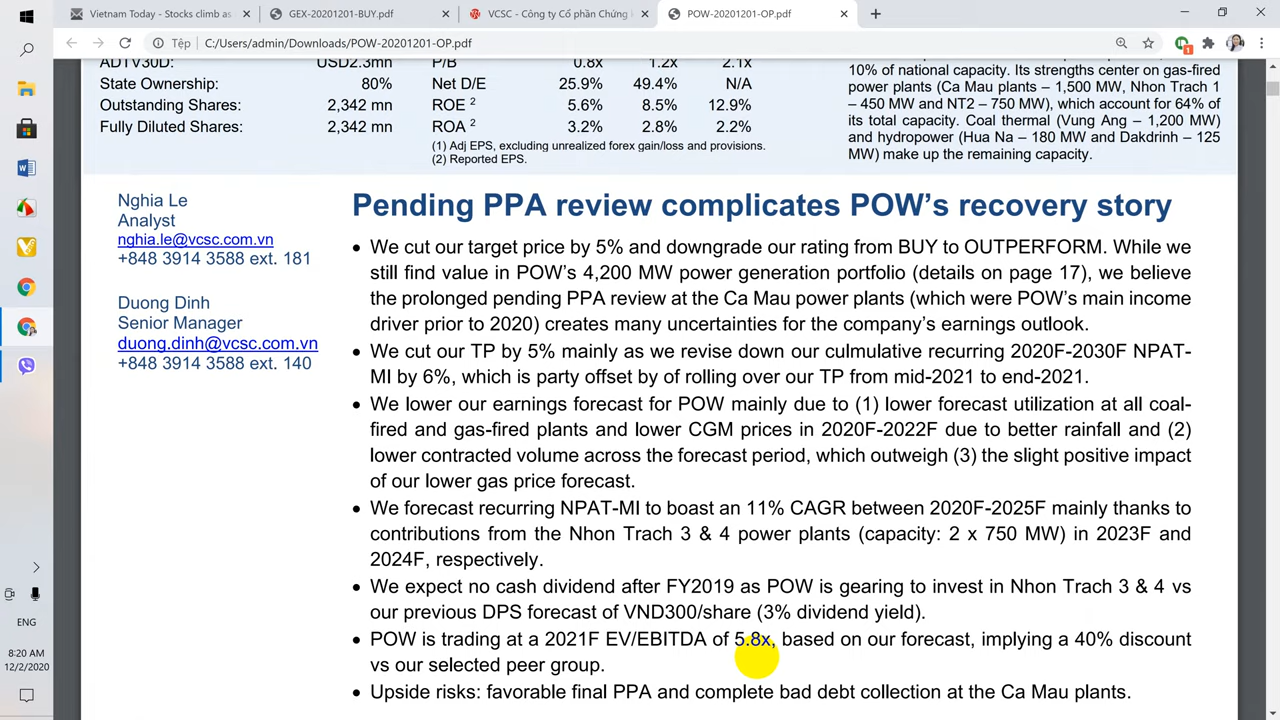 Vietnam Today - Stocks climb as
GEX-20201201-BUY.pdf
VCSC - Công ty Cổ phần Chứng k
POW-20201201-OP.pdf
Tệp
C:/Users/admin/Downloads/POW-20201201-OP.pdf
ADTV30D: USD2.3mn P/B 0.8x 1.2x 2.1x
State Ownership: 80% Net D/E 25.9% 49.4% N/A
Outstanding Shares: 2,342 mn ROE 2 5.6% 8.5% 12.9%
Fully Diluted Shares: 2,342 mn ROA 2 3.2% 2.8% 2.2%
(1) Adj EPS, excluding unrealized forex gain/loss and provisions.
(2) Reported EPS.
10% of national capacity. Its strengths center on gas-fired
power plants (Ca Mau plants – 1,500 MW, Nhon Trach 1
– 450 MW and NT2 – 750 MW), which account for 64% of
its total capacity. Coal thermal (Vung Ang – 1,200 MW)
and hydropower (Hua Na – 180 MW and Dakdrinh – 125
MW) make up the remaining capacity.
Nghia Le
Analyst
nghia.le@vcsc.com.vn
+848 3914 3588 ext. 181
Duong Dinh
Senior Manager
duong.dinh@vcsc.com.vn
+848 3914 3588 ext. 140
Pending PPA review complicates POW’s recovery story
• We cut our target price by 5% and downgrade our rating from BUY to OUTPERFORM. While we
still find value in POW’s 4,200 MW power generation portfolio (details on page 17), we believe
the prolonged pending PPA review at the Ca Mau power plants (which were POW’s main income
driver prior to 2020) creates many uncertainties for the company’s earnings outlook.
• We cut our TP by 5% mainly as we revise down our culmulative recurring 2020F-2030F NPAT-
MI by 6%, which is party offset by of rolling over our TP from mid-2021 to end-2021.
• We lower our earnings forecast for POW mainly due to (1) lower forecast utilization at all coal-
fired and gas-fired plants and lower CGM prices in 2020F-2022F due to better rainfall and (2)
lower contracted volume across the forecast period, which outweigh (3) the slight positive impact
of our lower gas price forecast.
• We forecast recurring NPAT-MI to boast an 11% CAGR between 2020F-2025F mainly thanks to
contributions from the Nhon Trach 3 & 4 power plants (capacity: 2 x 750 MW) in 2023F and
2024F, respectively.
• We expect no cash dividend after FY2019 as POW is gearing to invest in Nhon Trach 3 & 4 vs
our previous DPS forecast of VND300/share (3% dividend yield).
• POW is trading at a 2021F EV/EBITDA of 5.8x, based on our forecast, implying a 40% discount
vs our selected peer group.
• Upside risks: favorable final PPA and complete bad debt collection at the Ca Mau plants.
ENG
8:20 AM
12/2/2020